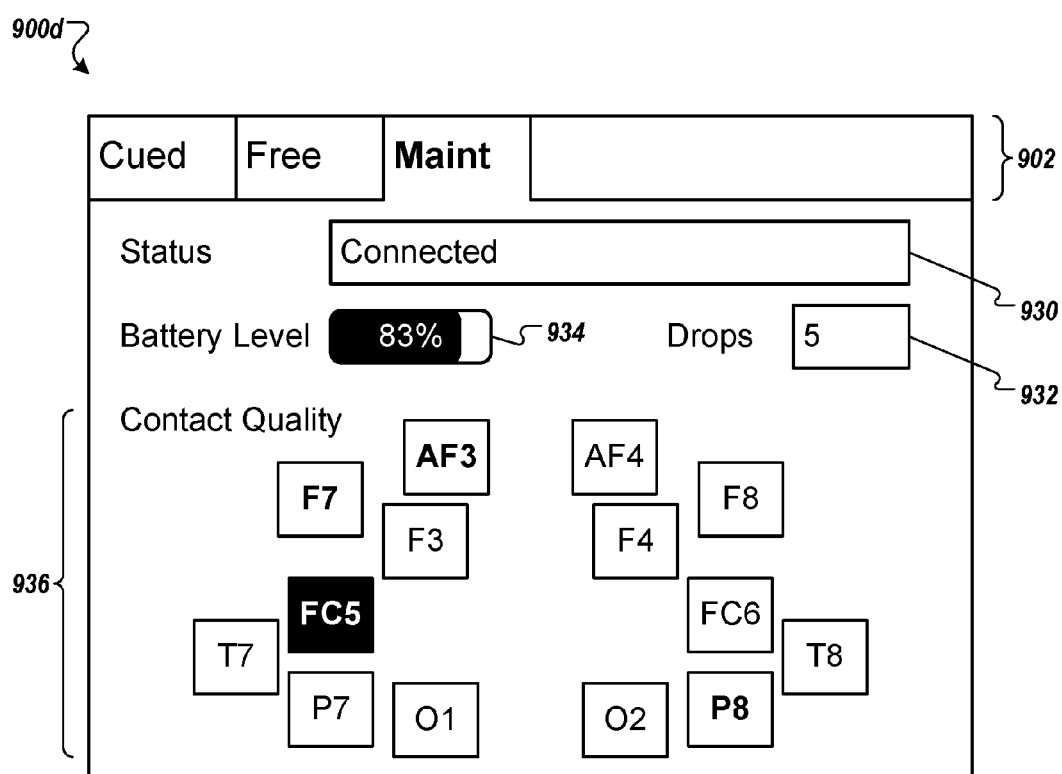 900d
Cued Free Maint
902
Status Connected
930
Battery Level 83% 934 Drops 5
932
Contact Quality
AF3 AF4
F7 F8
F3 F4
936
FC5 FC6
T7 T8
P7 P8
O1 O2